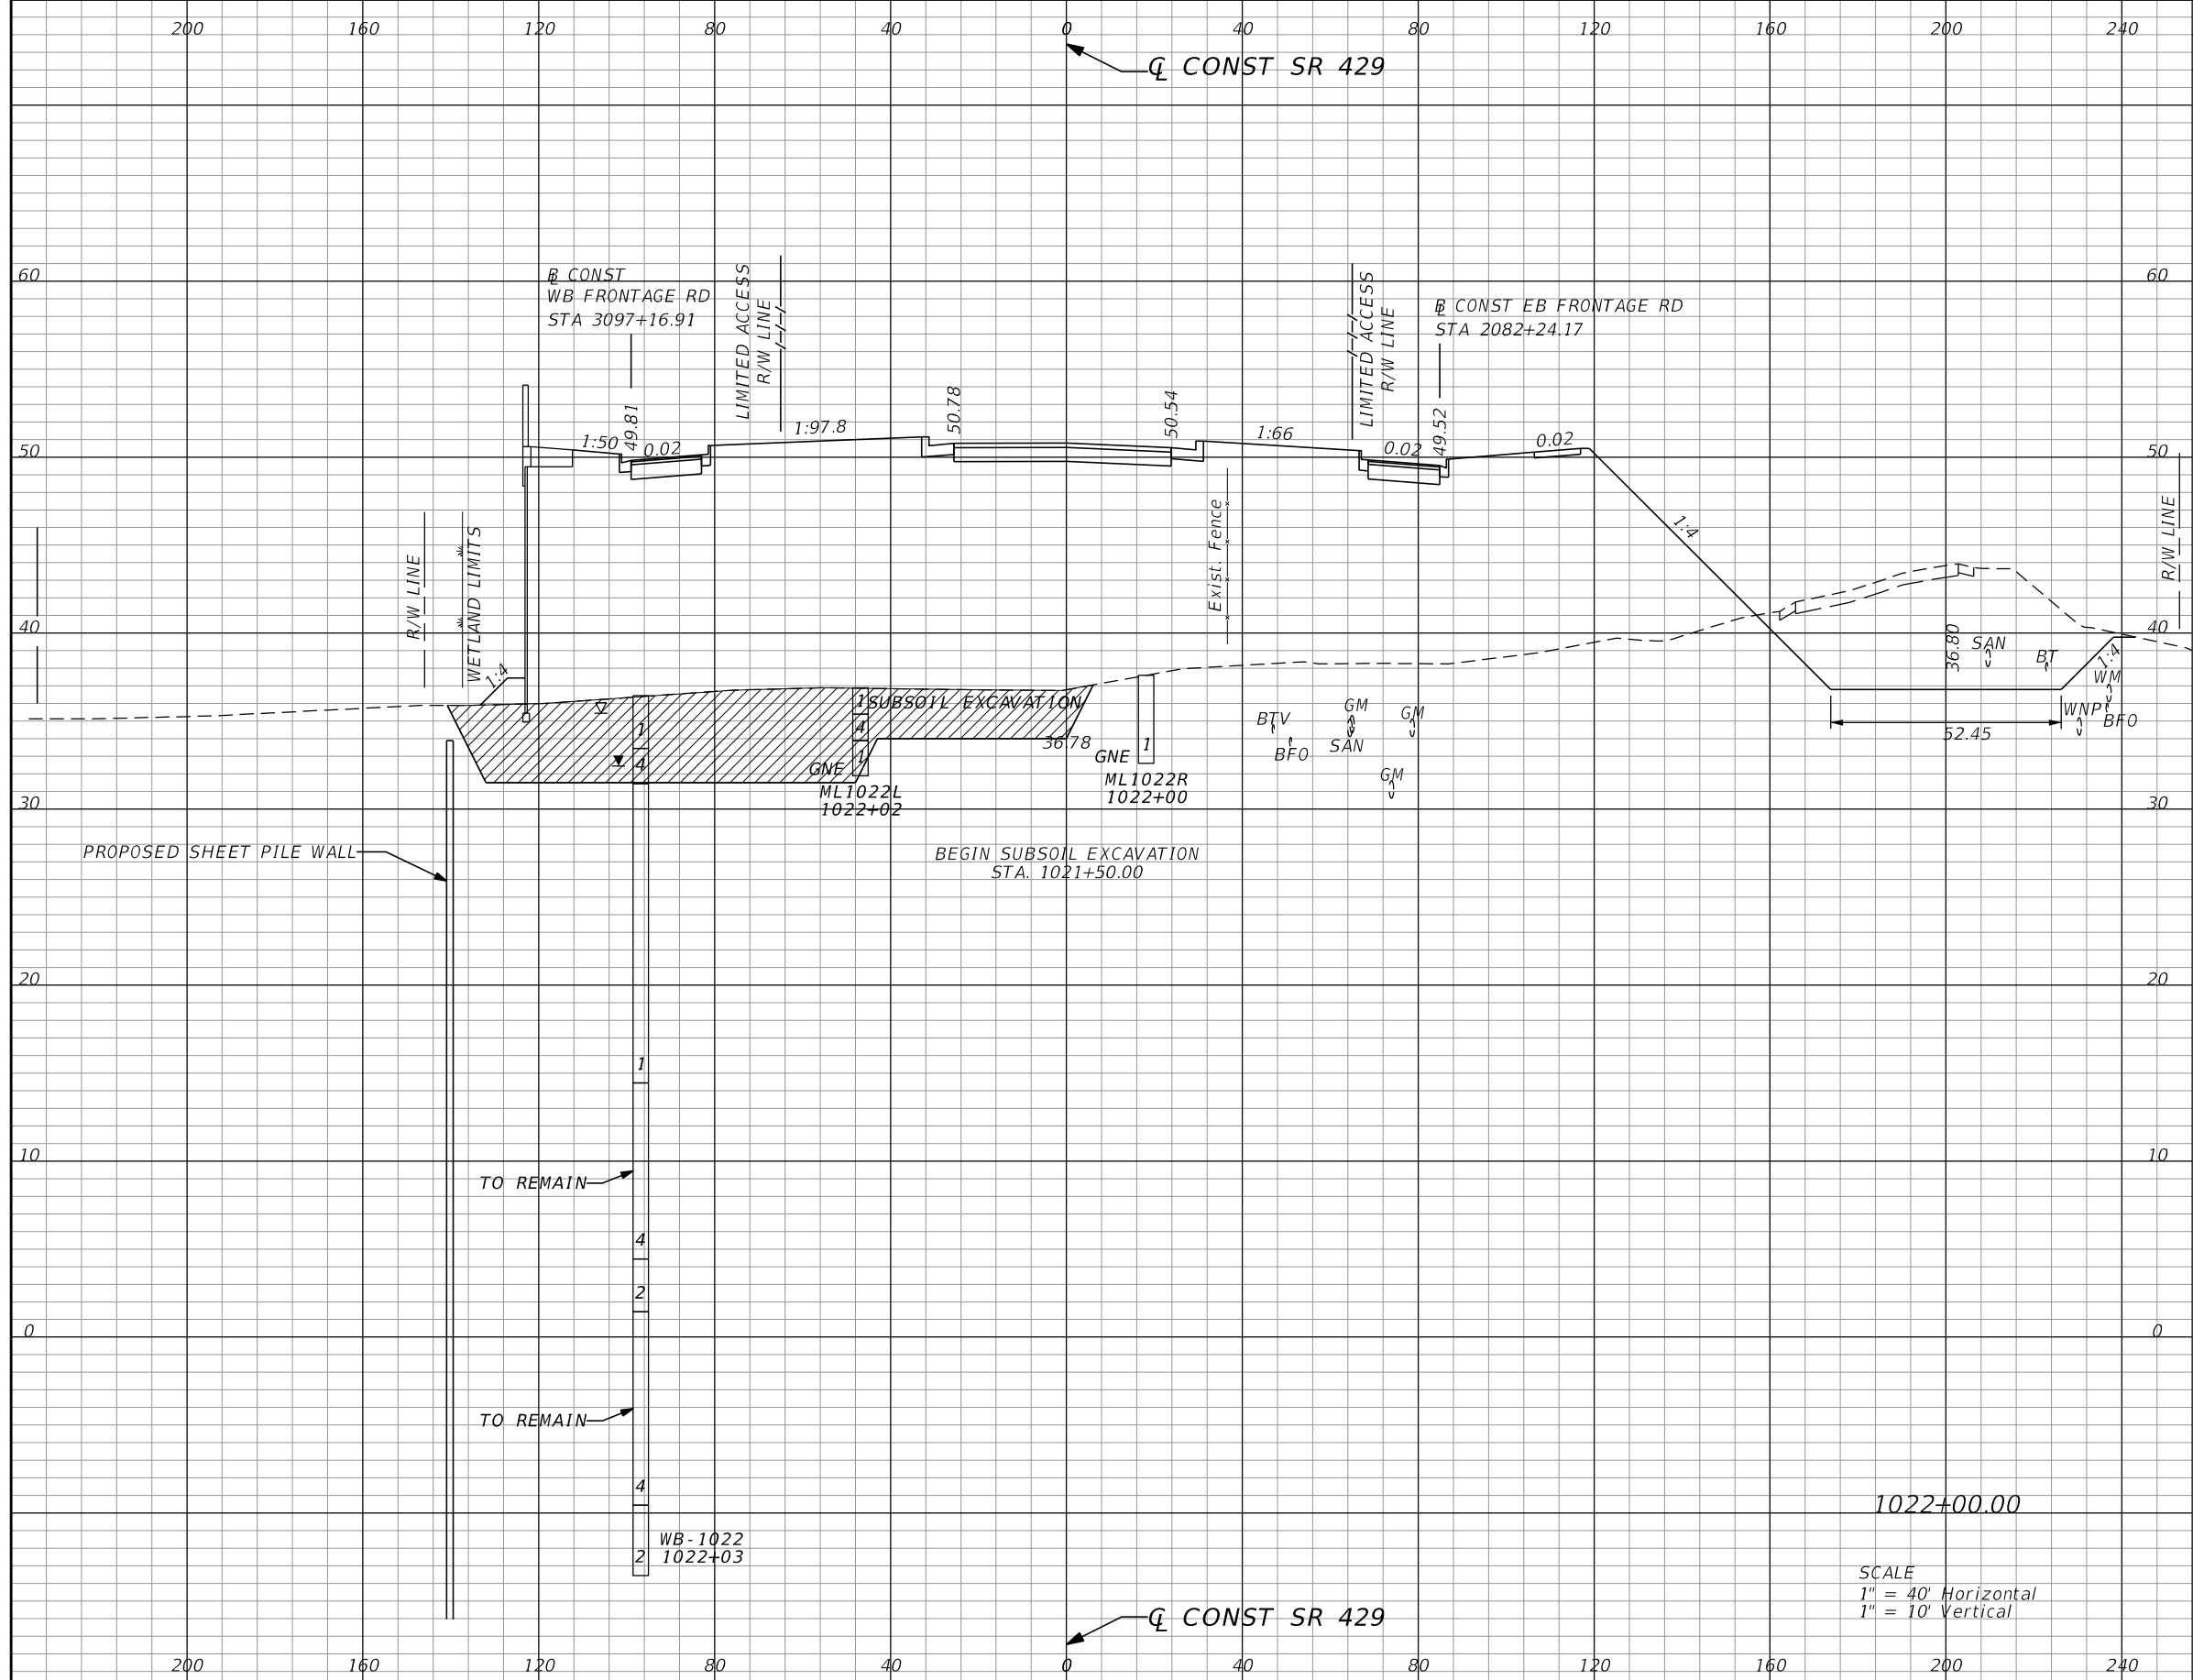 200 160 120 80 40 0 40 80 120 160 200 240
℄ CONST SR 429
60 60
B̲L CONST
WB FRONTAGE RD
STA 3097+16.91
LIMITED ACCESS
R/W LINE
LIMITED ACCESS
R/W LINE
BL CONST EB FRONTAGE RD
STA 2082+24.17
50 50
1:50
49.81
0.02
1:97.8
50.78
50.54
1:66
0.02
49.52
0.02
R/W LINE
WETLAND LIMITS
1:4
Exist. Fence
1:4
R/W LINE
40 40
36.80
SAN
BT
1:4
WM
WNP
BFO
52.45
1
4
1
4
1
SUBSOIL EXCAVATION
36.78
GNE
ML1022L
1022+02
GNE
1
ML1022R
1022+00
BTV
BFO
GM
SAN
GM
GM
30 30
PROPOSED SHEET PILE WALL
BEGIN SUBSOIL EXCAVATION
STA. 1021+50.00
20 20
1
10 10
TO REMAIN
4
2
0 0
TO REMAIN
4
2
WB-1022
1022+03
1022+00.00
SCALE
1" = 40' Horizontal
1" = 10' Vertical
℄ CONST SR 429
200 160 120 80 40 0 40 80 120 160 200 240